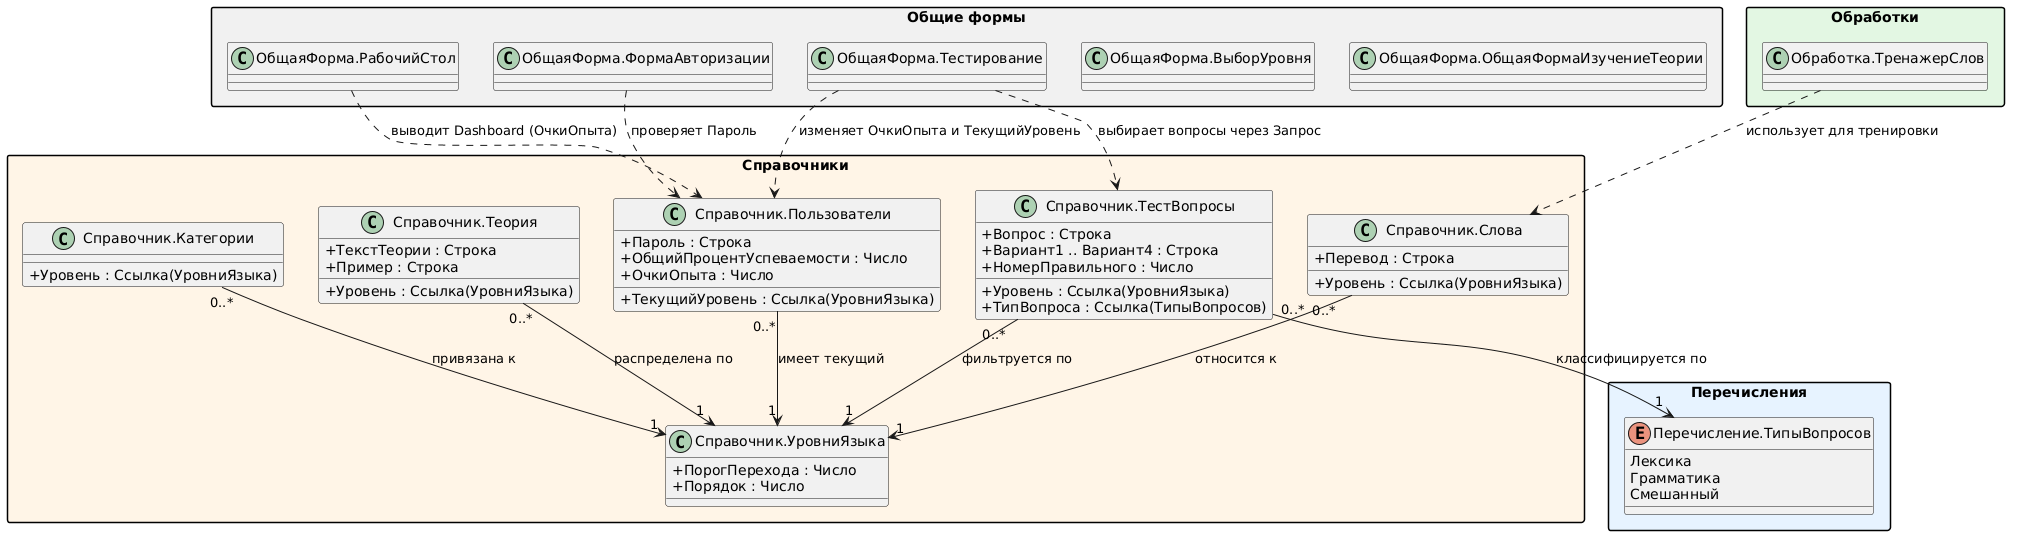 Общие формы
Обработки
C ОбщаяФорма.РабочийСтол
C ОбщаяФорма.ФормаАвторизации
C ОбщаяФорма.Тестирование
C ОбщаяФорма.ВыборУровня
C ОбщаяФорма.ОбщаяФормаИзучениеТеории
C Обработка.ТренажерСлов
выводит Dashboard (ОчкиОпыта)
проверяет Пароль
изменяет ОчкиОпыта и ТекущийУровень
выбирает вопросы через Запрос
использует для тренировки
Справочники
C Справочник.Категории
+Уровень : Ссылка(УровниЯзыка)
C Справочник.Теория
+ТекстТеории : Строка
+Пример : Строка
+Уровень : Ссылка(УровниЯзыка)
C Справочник.Пользователи
+Пароль : Строка
+ОбщийПроцентУспеваемости : Число
+ОчкиОпыта : Число
+ТекущийУровень : Ссылка(УровниЯзыка)
C Справочник.ТестВопросы
+Вопрос : Строка
+Вариант1 .. Вариант4 : Строка
+НомерПравильного : Число
+Уровень : Ссылка(УровниЯзыка)
+ТипВопроса : Ссылка(ТипыВопросов)
C Справочник.Слова
+Перевод : Строка
+Уровень : Ссылка(УровниЯзыка)
0..*
0..*
0..*
0..*
0..*
0..*
привязана к
распределена по
имеет текущий
фильтруется по
относится к
классифицируется по
1
1
1
1
1
1
C Справочник.УровниЯзыка
+ПорогПерехода : Число
+Порядок : Число
Перечисления
E Перечисление.ТипыВопросов
Лексика
Грамматика
Смешанный